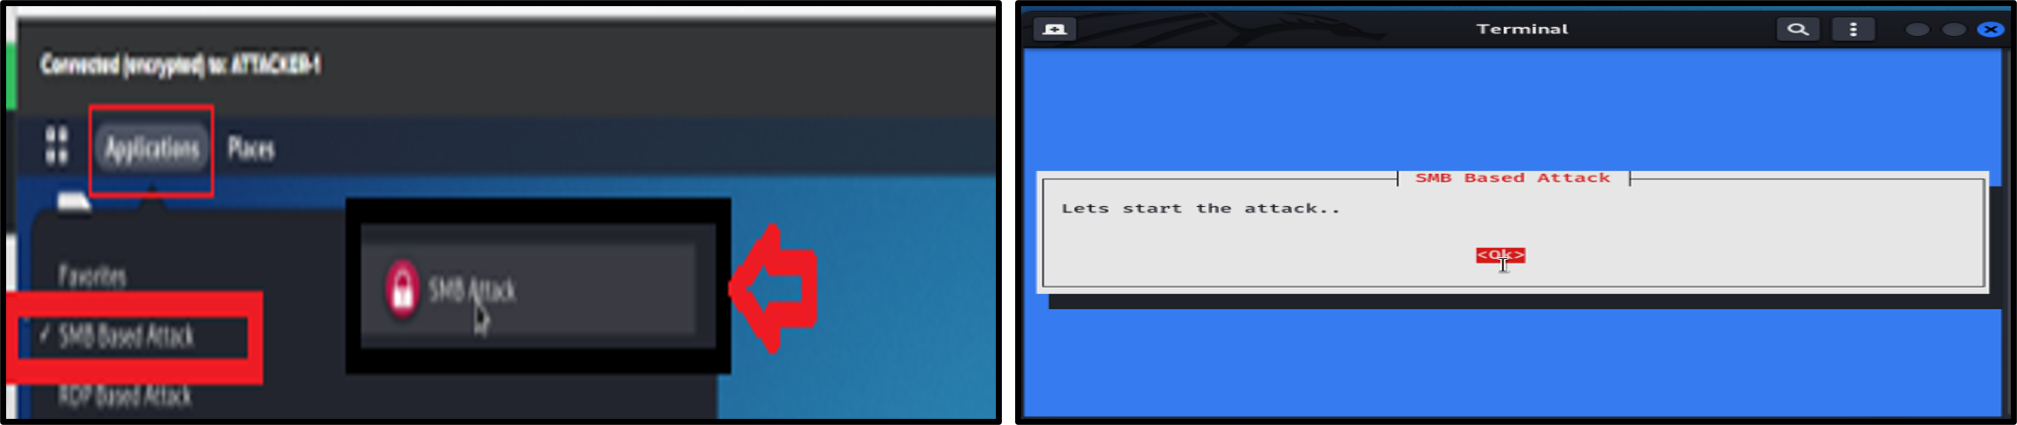 Connected (encrypted) to: ATTACKER-1
Applications Places
Favorites
✓ SMB Based Attack
RDP Based Attack
SMB Attack
Terminal
SMB Based Attack
Lets start the attack..
<Ok>